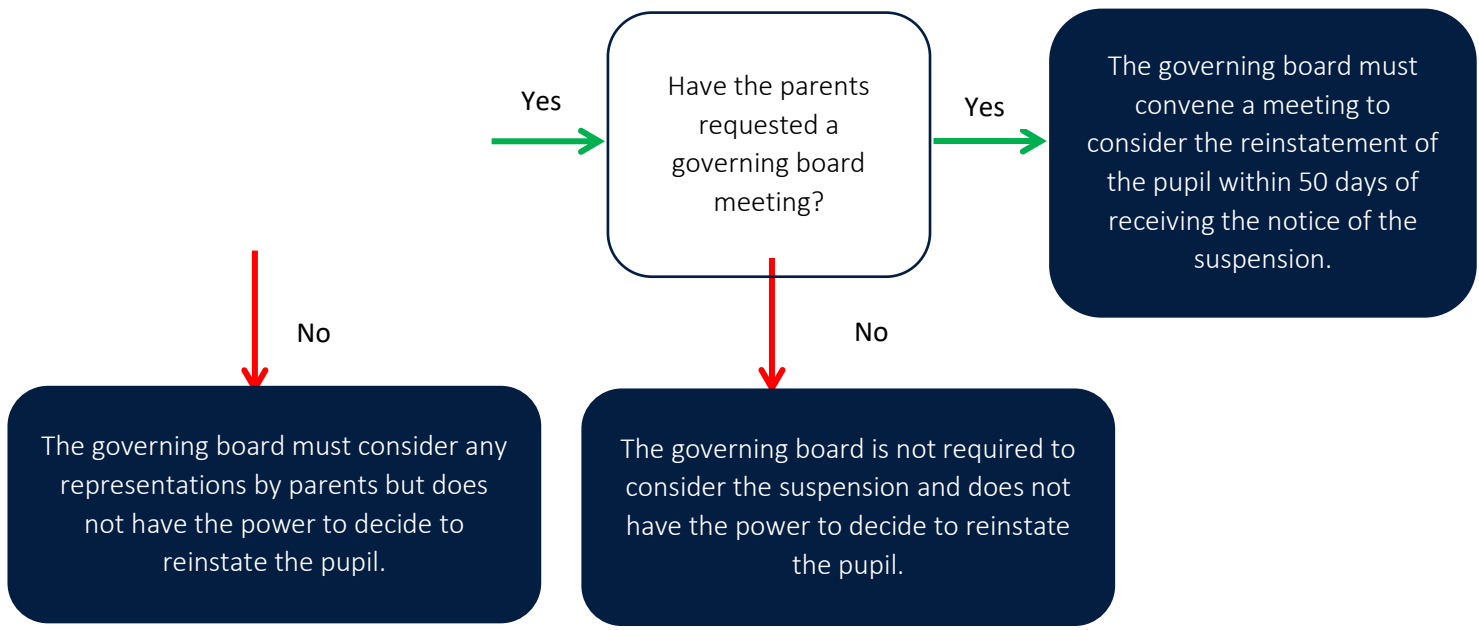 Yes
Have the parents
requested a
governing board
meeting?
Yes
The governing board must
convene a meeting to
consider the reinstatement of
the pupil within 50 days of
receiving the notice of the
suspension.
No
No
The governing board must consider any
representations by parents but does
not have the power to decide to
reinstate the pupil.
The governing board is not required to
consider the suspension and does not
have the power to decide to reinstate
the pupil.